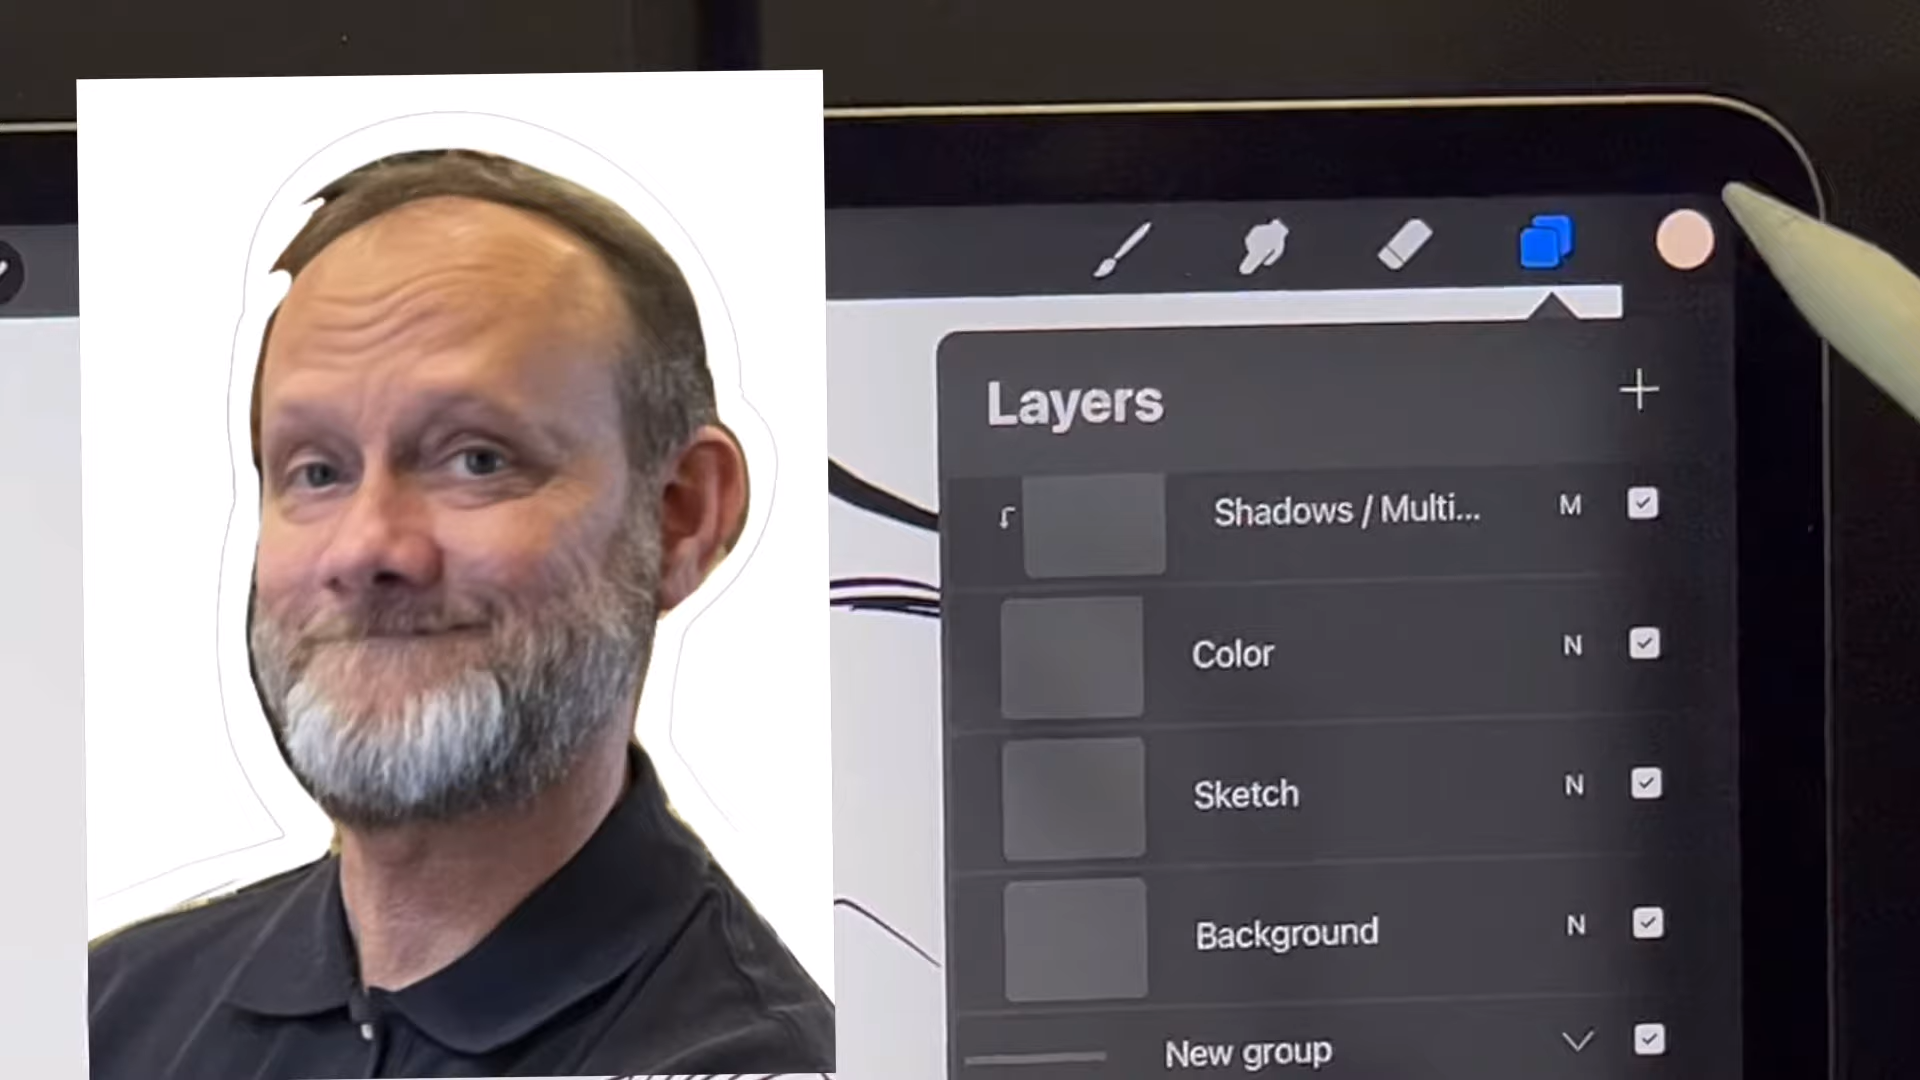 Layers
Shadows / Multi... M
Color N
Sketch N
Background N
New group